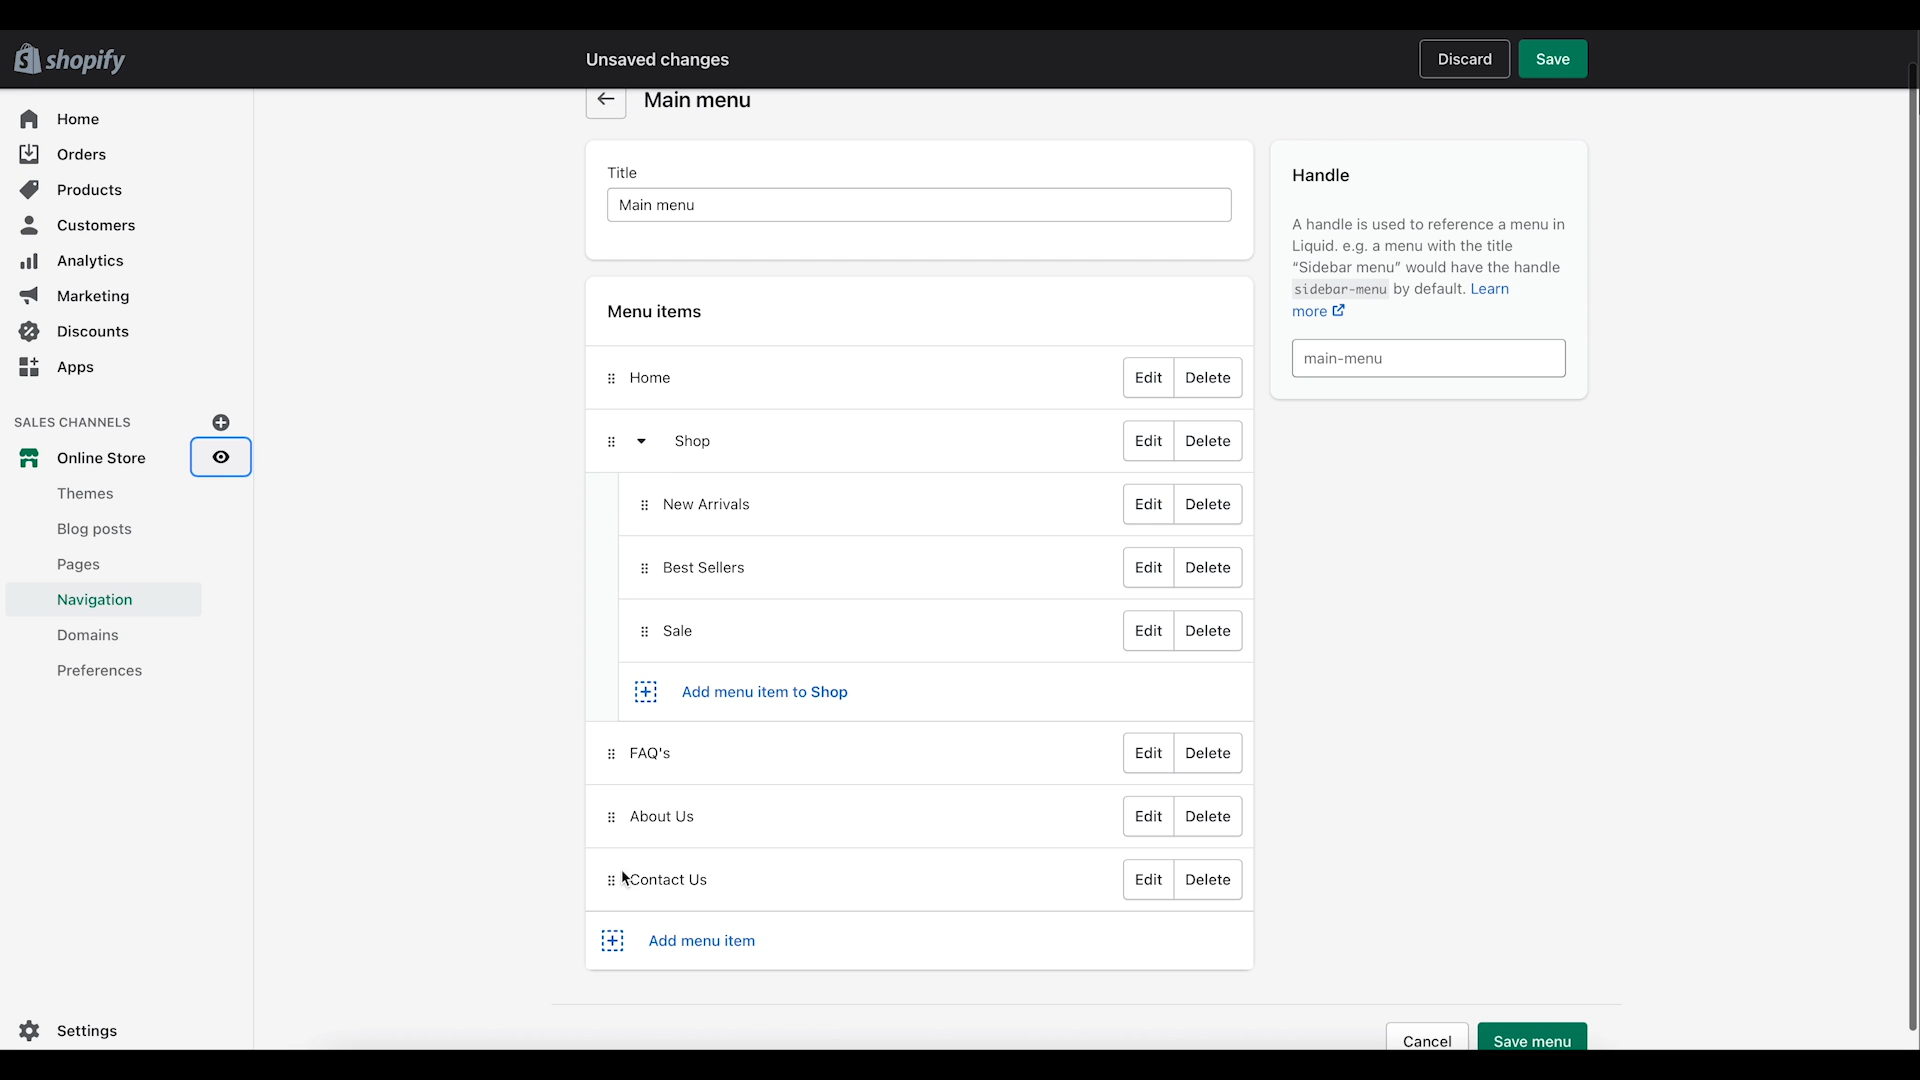 shopify
Unsaved changes
Discard
Save
Home
Orders
Products
Customers
Analytics
Marketing
Discounts
Apps
SALES CHANNELS
Online Store
Themes
Blog posts
Pages
Navigation
Domains
Preferences
Settings
Main menu
Title
Main menu
Menu items
Home Edit Delete
Shop Edit Delete
New Arrivals Edit Delete
Best Sellers Edit Delete
Sale Edit Delete
Add menu item to Shop
FAQ's Edit Delete
About Us Edit Delete
Contact Us Edit Delete
Add menu item
Handle
A handle is used to reference a menu in
Liquid. e.g. a menu with the title
“Sidebar menu” would have the handle
sidebar-menu by default. Learn
more
main-menu
Cancel
Save menu